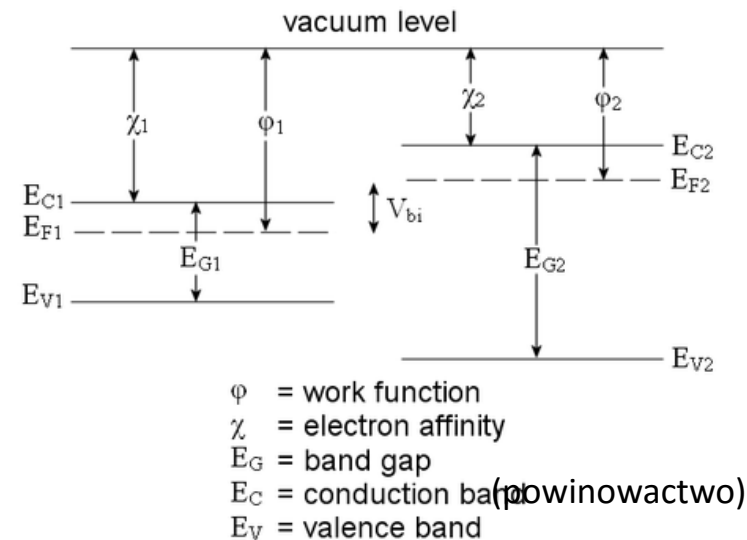 vacuum level
χ1 φ1 χ2 φ2
EC1 EC2
EF1 Vbi EF2
EG1 EG2
EV1
EV2
φ = work function
χ = electron affinity
EG = band gap
EC = conduction band (powinowactwo)
EV = valence band